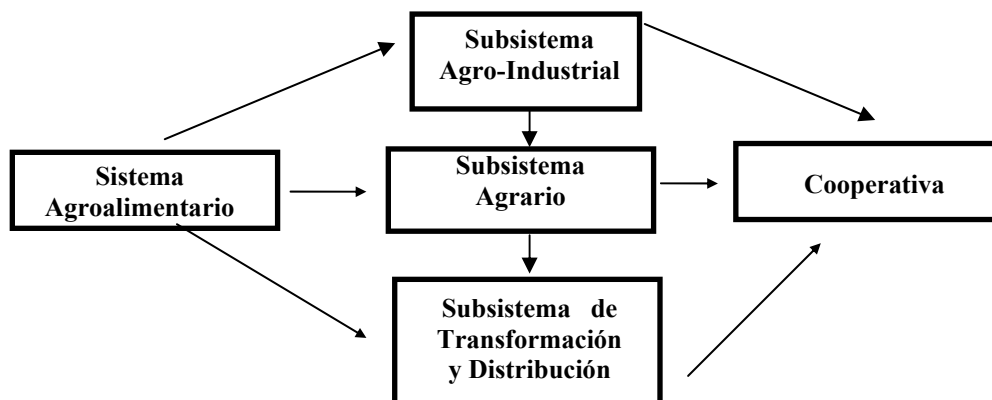 Subsistema
Agro-Industrial
Sistema
Agroalimentario
Subsistema
Agrario
Cooperativa
Subsistema de
Transformación
y Distribución